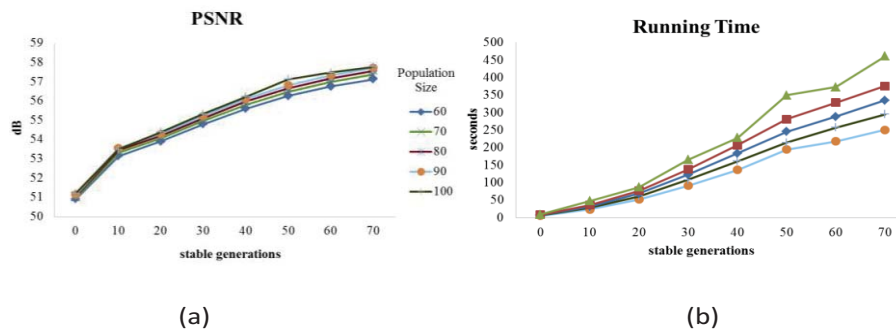 PSNR
59
58
57
56
55
54
53
52
51
50
dB
0 10 20 30 40 50 60 70
stable generations
Population
Size
60
70
80
90
100
(a)
Running Time
500
450
400
350
300
250
200
150
100
50
0
seconds
0 10 20 30 40 50 60 70
stable generations
(b)